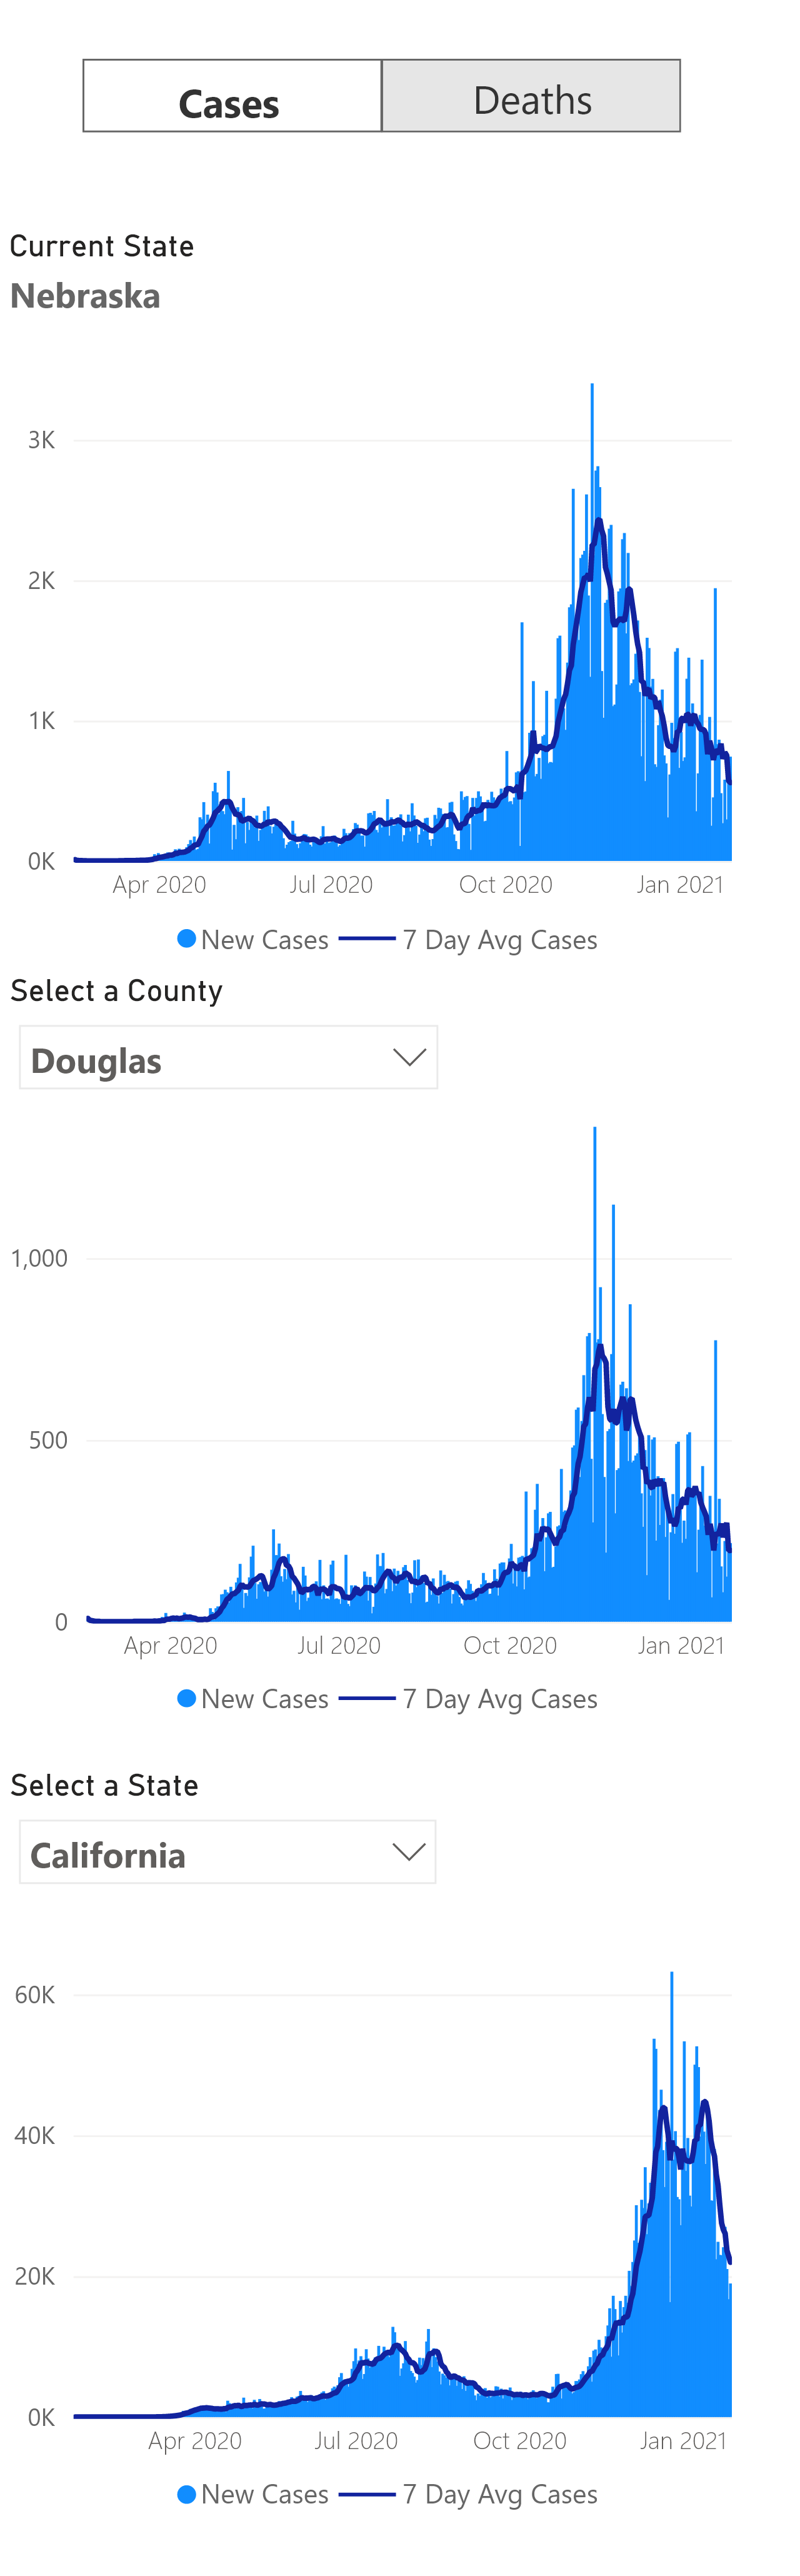 Cases Deaths
Current State
Nebraska
3K
2K
1K
0K
Apr 2020 Jul 2020 Oct 2020 Jan 2021
New Cases 7 Day Avg Cases
Select a County
Douglas
1,000
500
0
Apr 2020 Jul 2020 Oct 2020 Jan 2021
New Cases 7 Day Avg Cases
Select a State
California
60K
40K
20K
0K
Apr 2020 Jul 2020 Oct 2020 Jan 2021
New Cases 7 Day Avg Cases